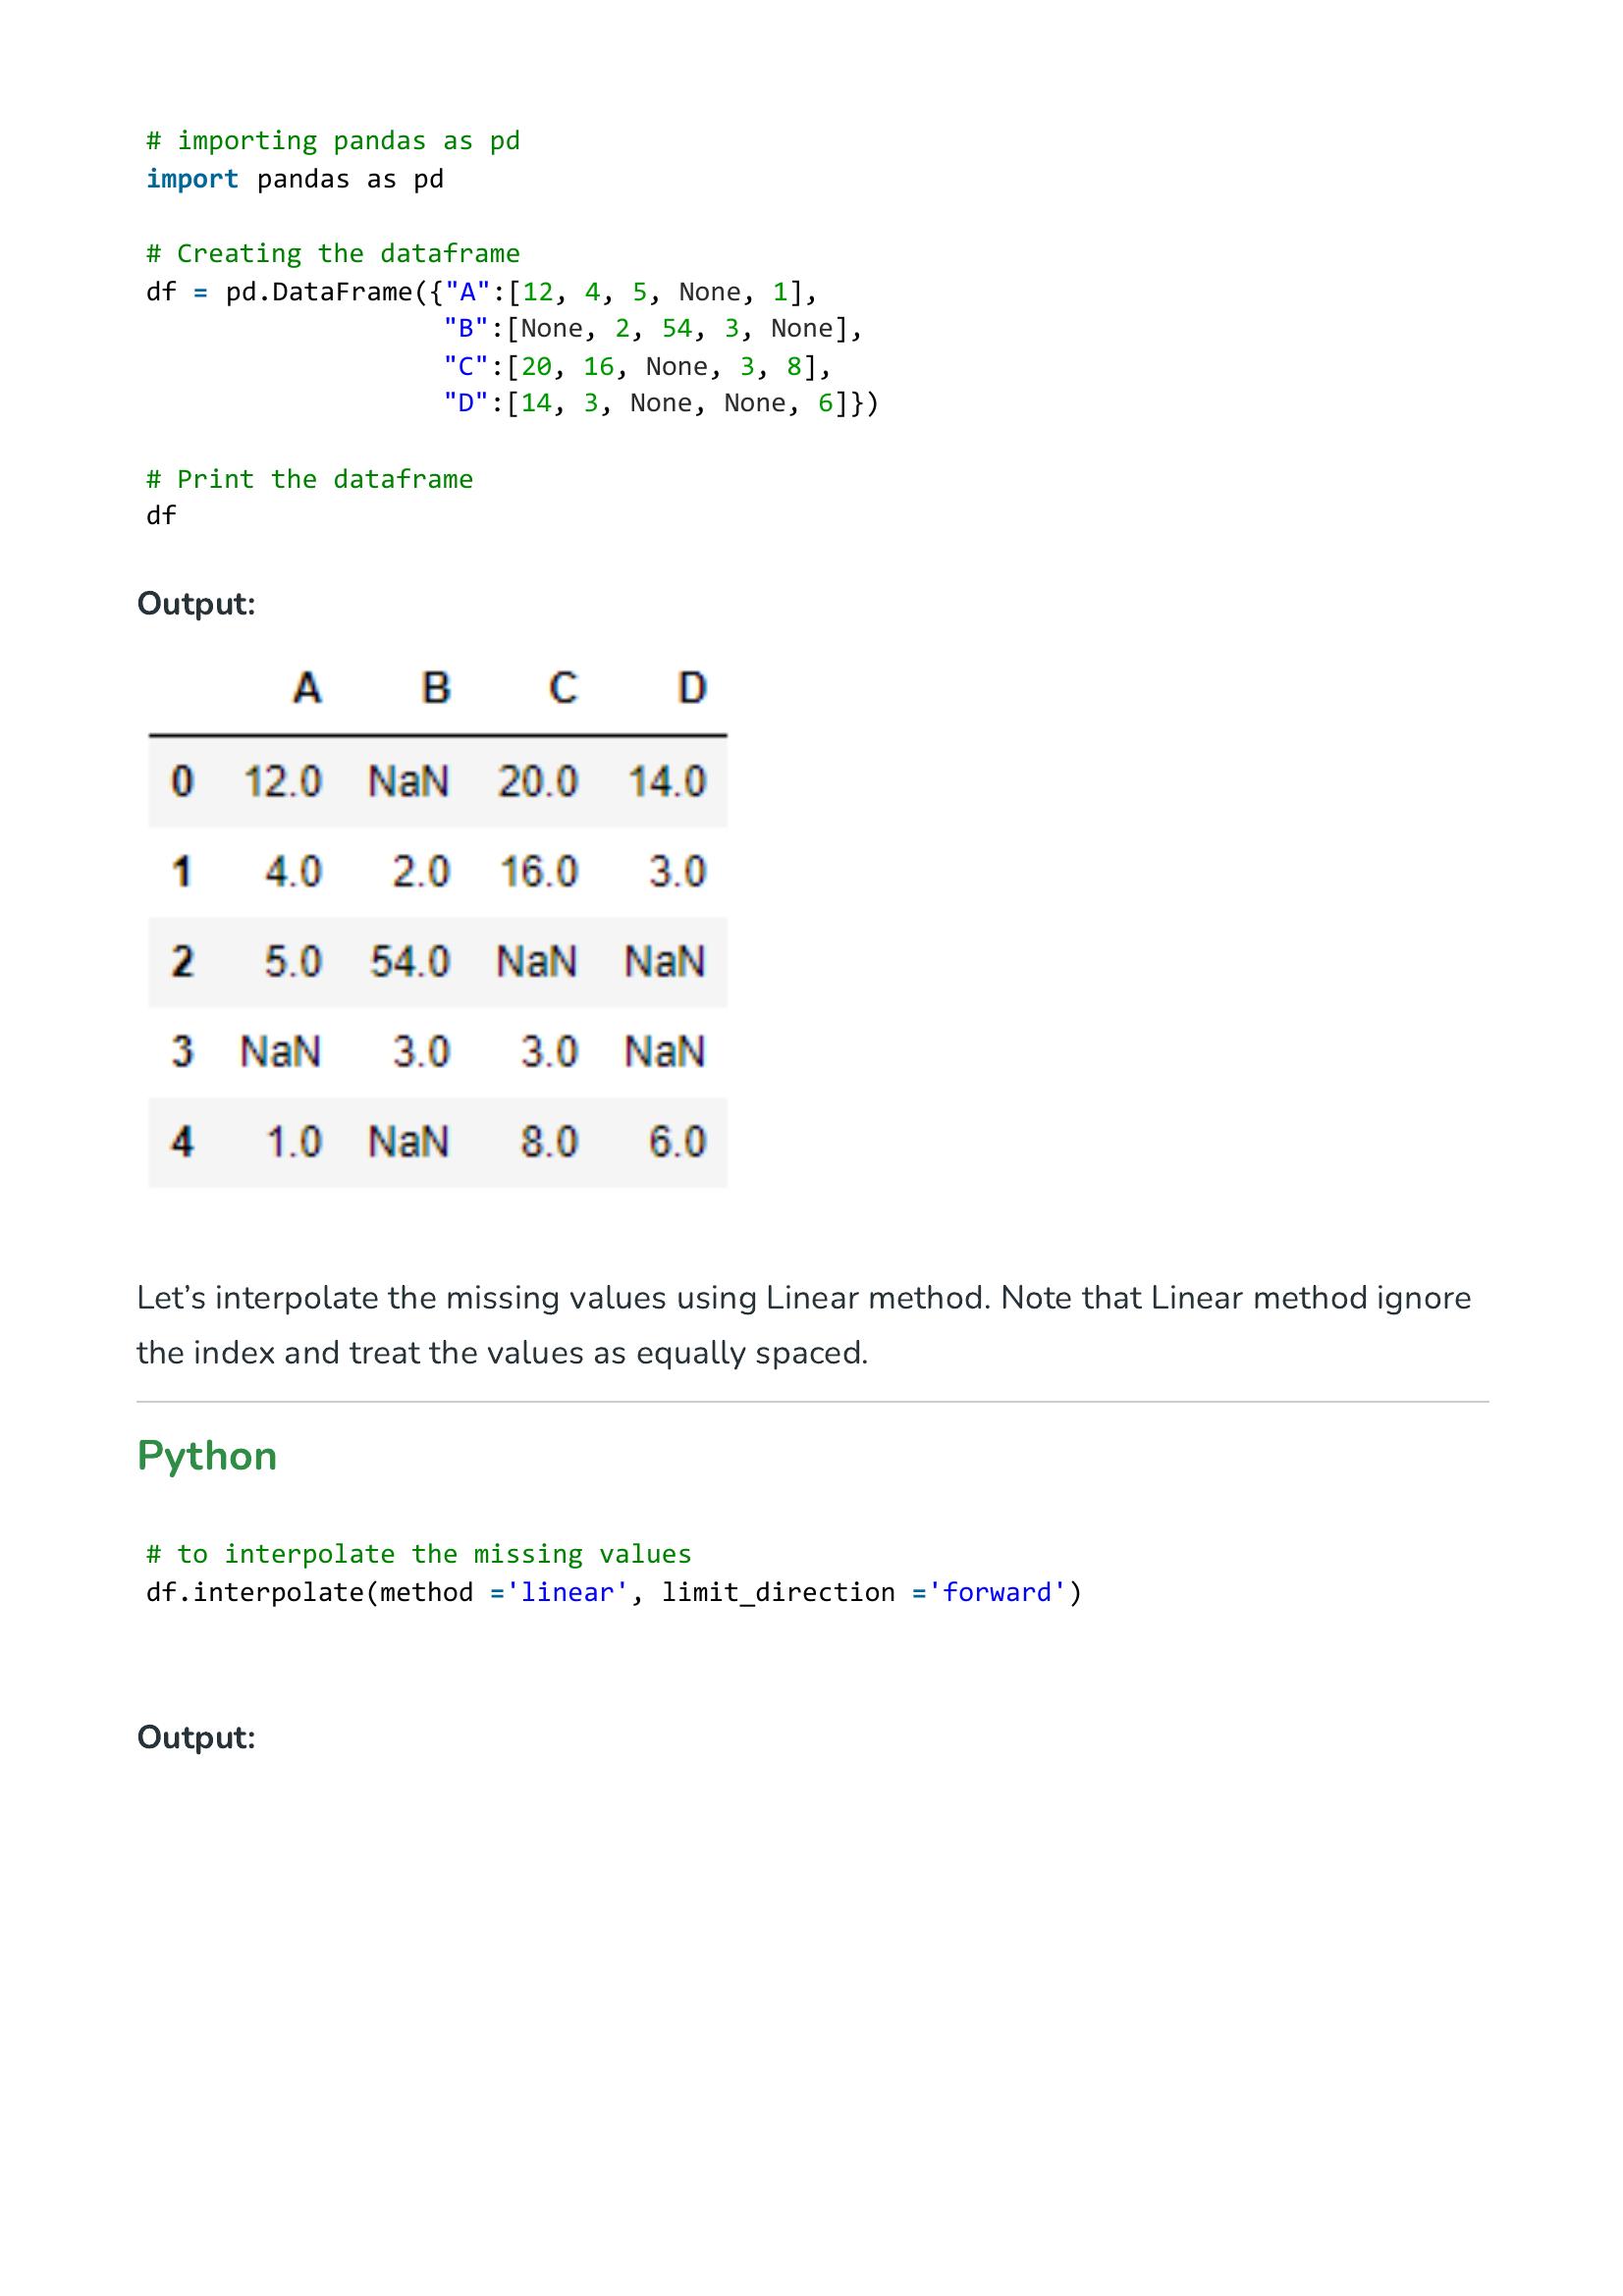 # importing pandas as pd
import pandas as pd
# Creating the dataframe
df = pd.DataFrame({"A":[12, 4, 5, None, 1],
"B":[None, 2, 54, 3, None],
"C":[20, 16, None, 3, 8],
"D":[14, 3, None, None, 6]})
# Print the dataframe
df
Output:
A B C D
0 12.0 NaN 20.0 14.0
1 4.0 2.0 16.0 3.0
2 5.0 54.0 NaN NaN
3 NaN 3.0 3.0 NaN
4 1.0 NaN 8.0 6.0
Let’s interpolate the missing values using Linear method. Note that Linear method ignore
the index and treat the values as equally spaced.
Python
# to interpolate the missing values
df.interpolate(method ='linear', limit_direction ='forward')
Output: